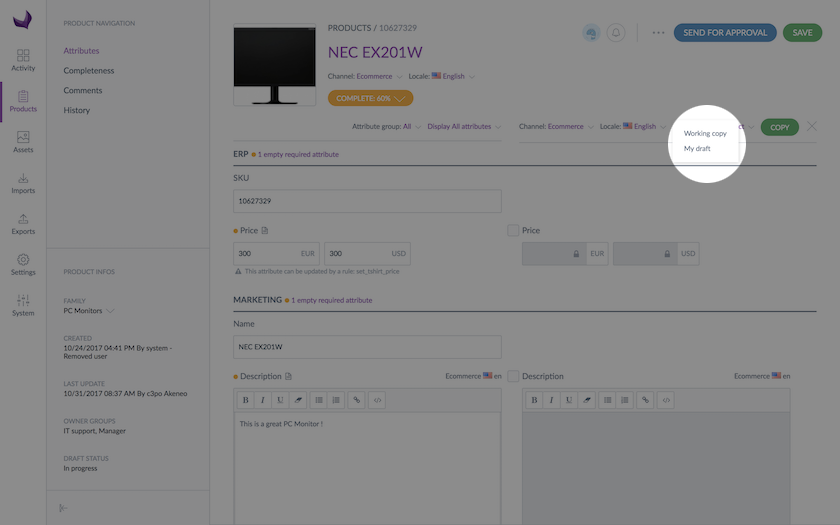 PRODUCT NAVIGATION
Attributes
Completeness
Comments
History
Activity
Products
Assets
Imports
Exports
Settings
System
PRODUCT INFOS
FAMILY
PC Monitors
CREATED
10/24/2017 04:41 PM By system -
Removed user
LAST UPDATE
10/31/2017 08:37 AM By c3po Akeneo
OWNER GROUPS
IT support, Manager
DRAFT STATUS
In progress
PRODUCTS / 10627329
NEC EX201W
Channel: Ecommerce Locale: English
COMPLETE: 60%
SEND FOR APPROVAL
SAVE
Attribute group: All Display All attributes
Channel: Ecommerce Locale: English
Working copy
My draft
COPY
ERP 1 empty required attribute
SKU
10627329
Price
Price
300 EUR 300 USD
EUR USD
This attribute can be updated by a rule: set_tshirt_price
MARKETING 1 empty required attribute
Name
NEC EX201W
Description Ecommerce en
Description Ecommerce en
B I U
B I U
This is a great PC Monitor !